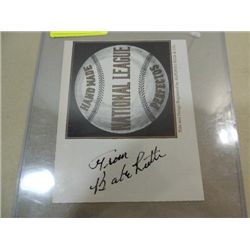 HAND MADE
NATIONAL LEAGUE
PERFECTOS
From
Babe Ruth